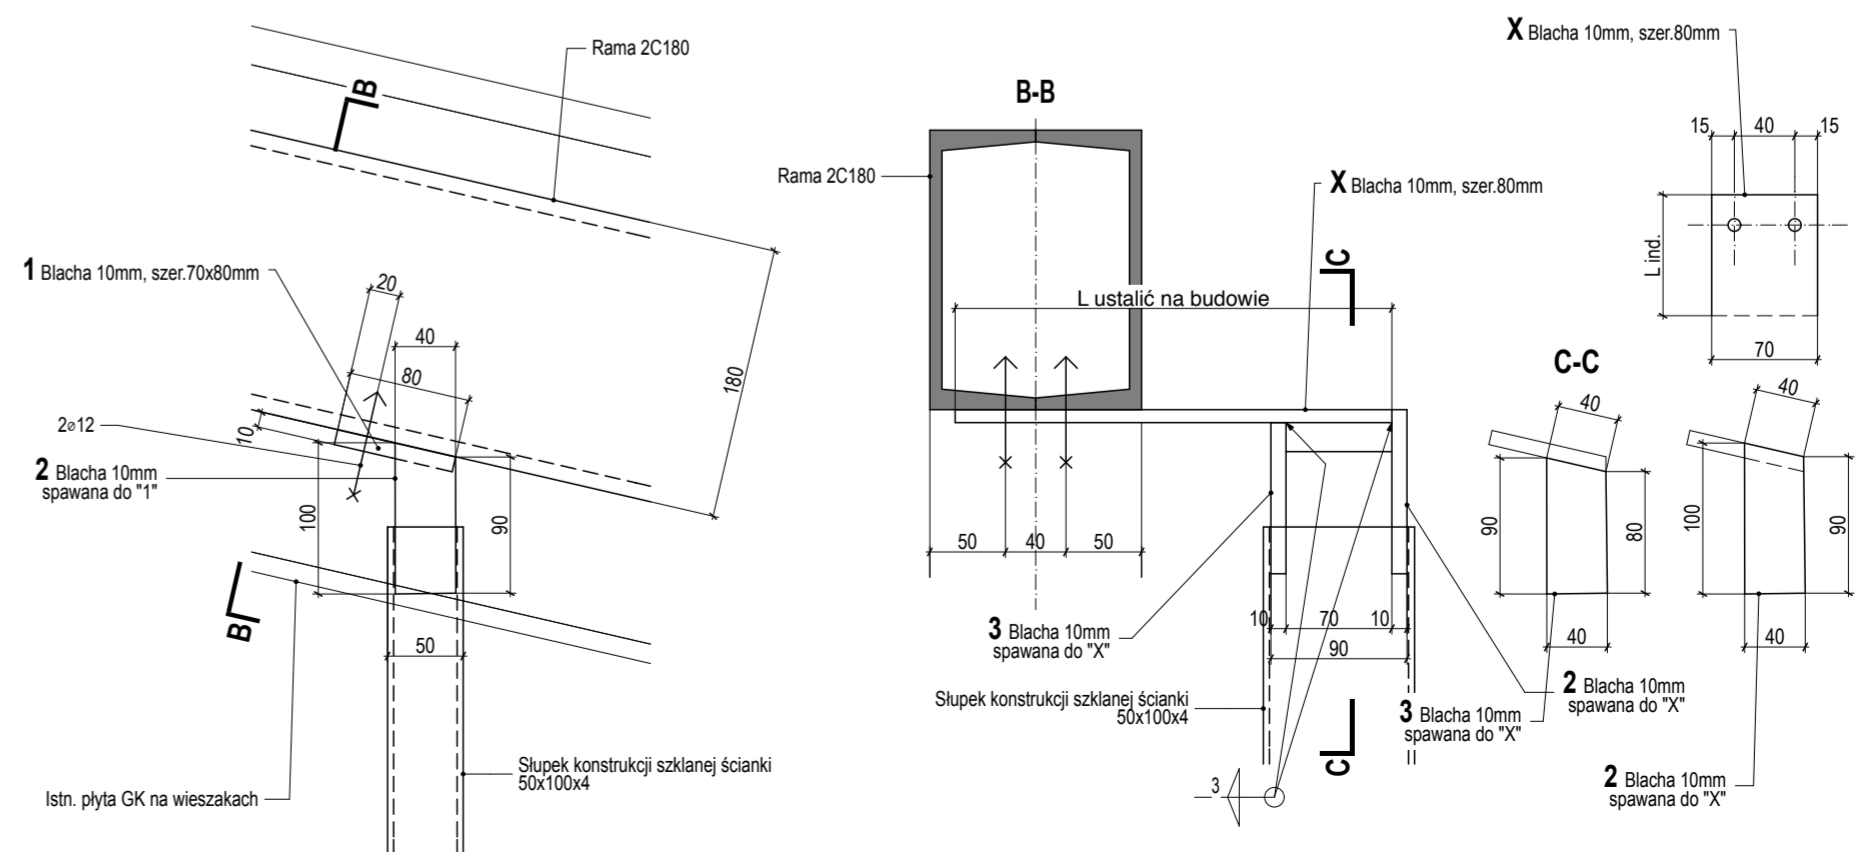 Rama 2C180
B
1 Blacha 10mm, szer.70x80mm
20
40
80
180
2⌀12
10
2 Blacha 10mm
spawana do "1"
100
90
B
50
Słupek konstrukcji szklanej ścianki
50x100x4
Istn. płyta GK na wieszakach
B-B
Rama 2C180
X Blacha 10mm, szer.80mm
C
L ustalić na budowie
50
40
50
10
70
10
90
3 Blacha 10mm
spawana do "X"
Słupek konstrukcji szklanej ścianki
50x100x4
C
3
2 Blacha 10mm
spawana do "X"
X Blacha 10mm, szer.80mm
15
40
15
L ind.
70
C-C
40
90
80
40
3 Blacha 10mm
spawana do "X"
40
100
90
40
2 Blacha 10mm
spawana do "X"